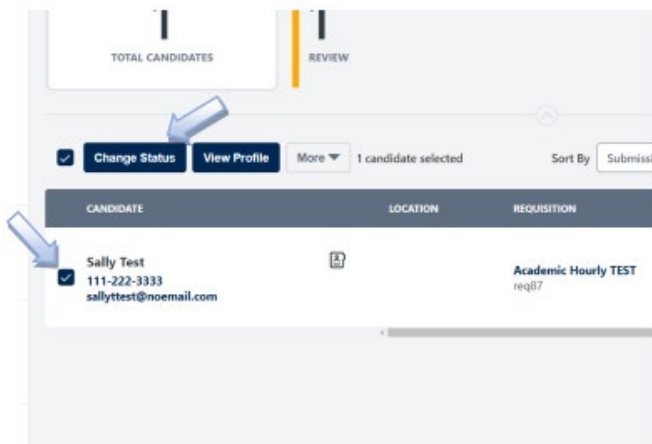 TOTAL CANDIDATES
REVIEW
Change Status View Profile More 1 candidate selected Sort By
CANDIDATE LOCATION REQUISITION
Sally Test
111-222-3333
sallyttest@noemail.com
Academic Hourly TEST
req87